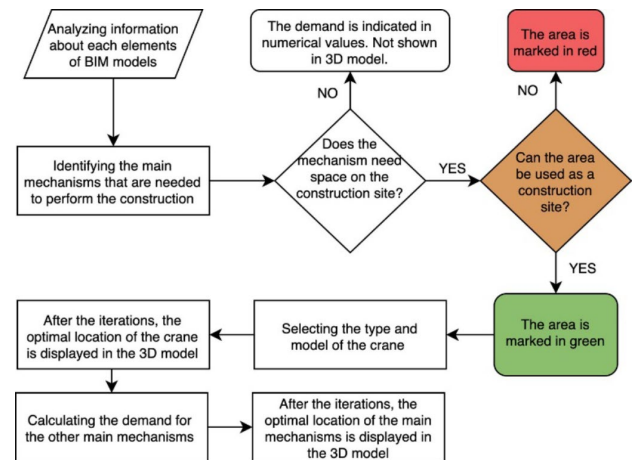 Analyzing information
about each elements
of BIM models
The demand is indicated in
numerical values. Not shown
in 3D model.
The area is
marked in red
NO
NO
Identifying the main
mechanisms that are needed
to perform the construction
Does the
mechanism need
space on the
construction site?
YES
Can the area
be used as a
construction
site?
YES
After the iterations, the
optimal location of the crane
is displayed in the 3D model
Selecting the type and
model of the crane
The area is
marked in green
Calculating the demand for
the other main mechanisms
After the iterations, the
optimal location of the main
mechanisms is displayed in
the 3D model